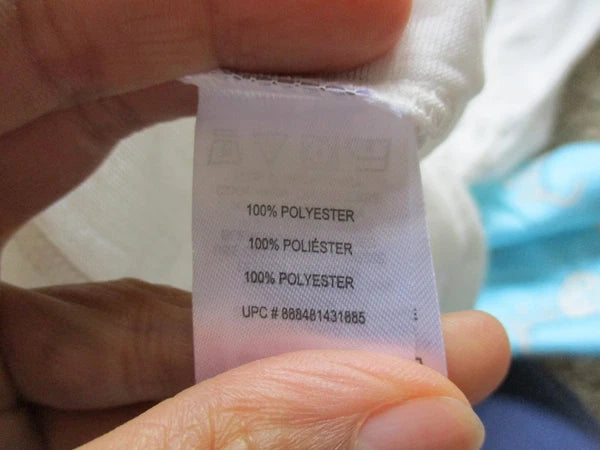 100% POLYESTER
100% POLIÉSTER
100% POLYESTER
UPC # 888481431885